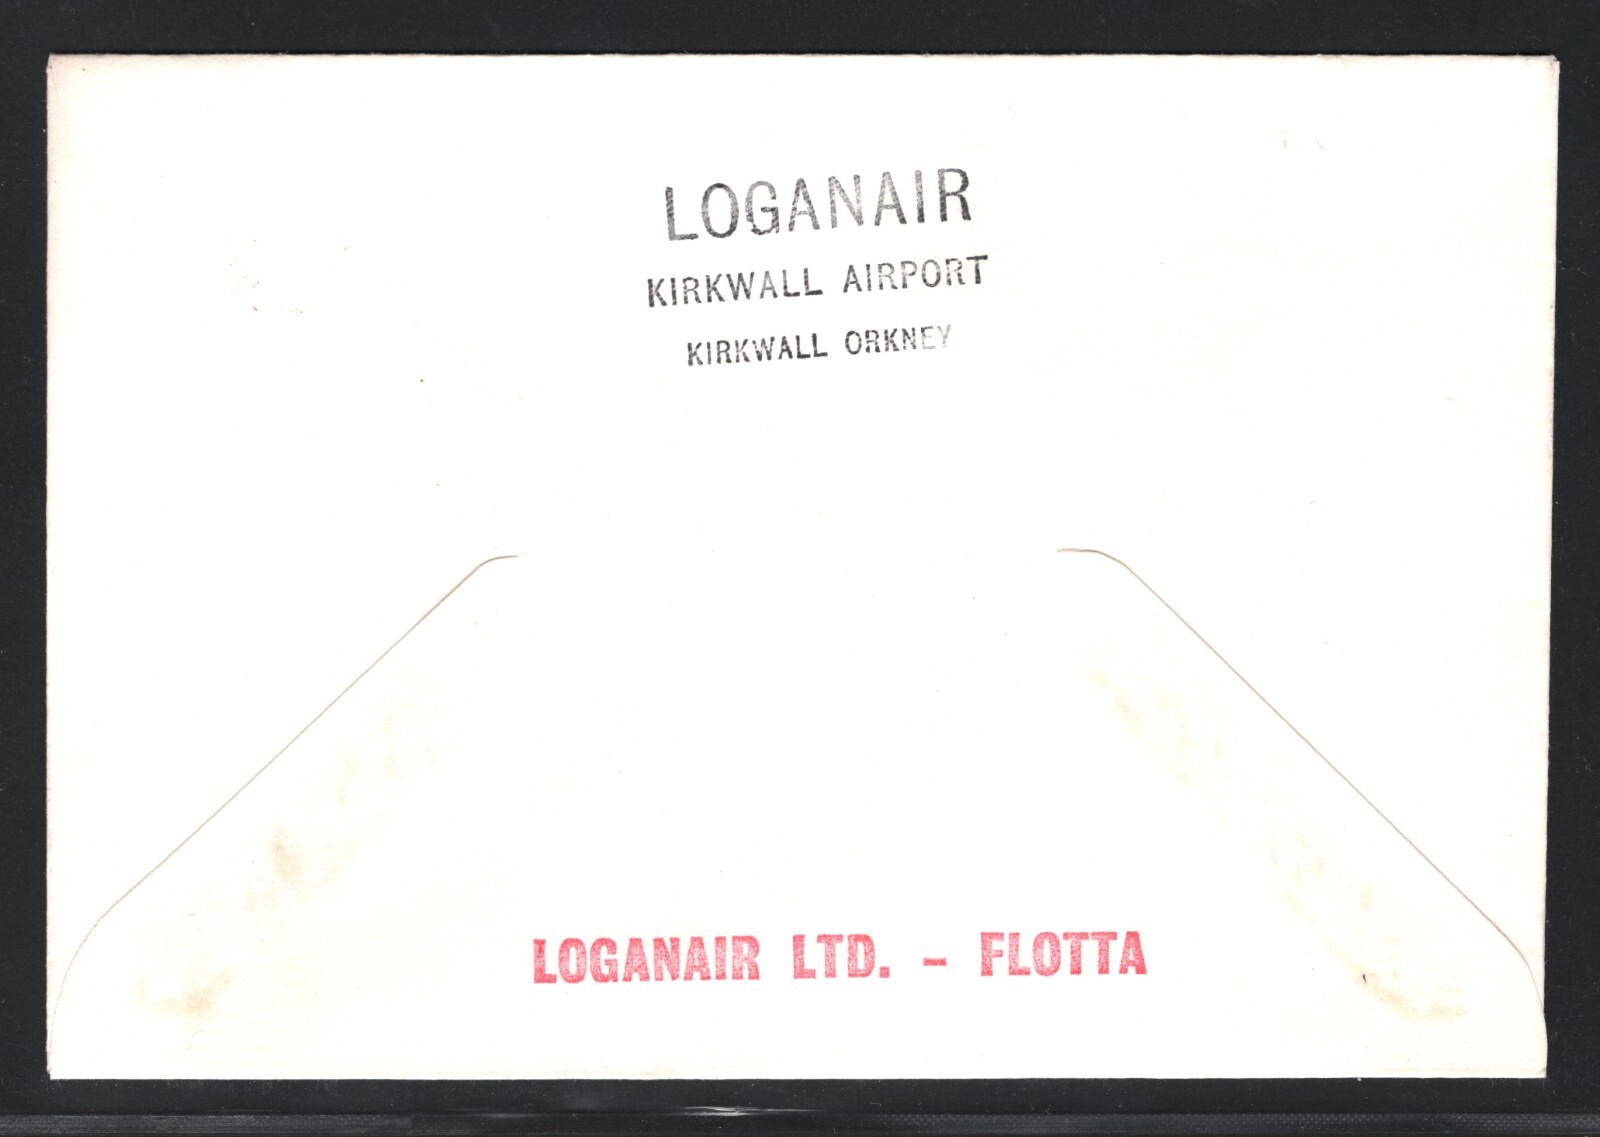 LOGANAIR
KIRKWALL AIRPORT
KIRKWALL ORKNEY
LOGANAIR LTD. - FLOTTA